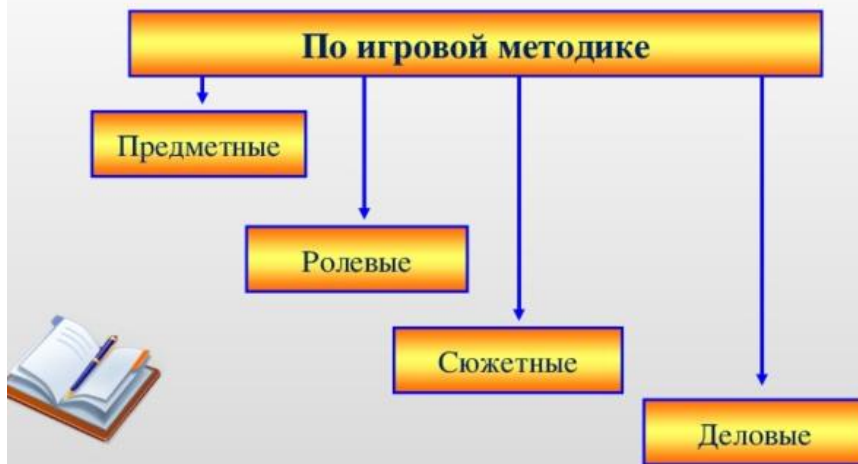 По игровой методике
Предметные
Ролевые
Сюжетные
Деловые